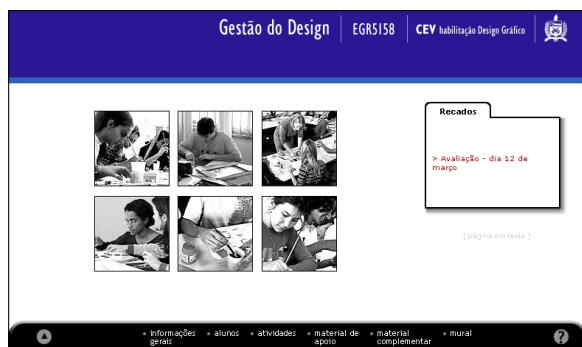 Gestão do Design
EGR5158
CEV habilitação Design Gráfico
Recados
> Avaliação - dia 12 de
março
[ página em teste ]
informações
gerais
alunos
atividades
material de
apoio
material
complementar
mural
?